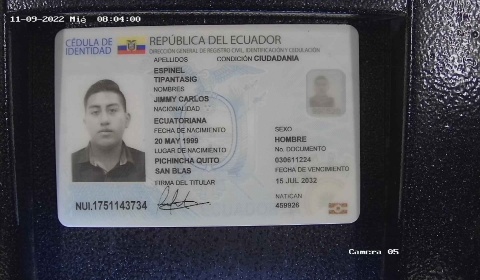 11-09-2022 Mié 08:04:00
CÉDULA DE IDENTIDAD
REPÚBLICA DEL ECUADOR
DIRECCIÓN GENERAL DE REGISTRO CIVIL, IDENTIFICACIÓN Y CEDULACIÓN
APELLIDOS
CONDICIÓN CIUDADANIA
ESPINEL
TIPANTASIG
NOMBRES
JIMMY CARLOS
NACIONALIDAD
ECUATORIANA
FECHA DE NACIMIENTO
20 MAY 1999
LUGAR DE NACIMIENTO
PICHINCHA QUITO
SAN BLAS
FIRMA DEL TITULAR
SEXO
HOMBRE
No. DOCUMENTO
030611224
FECHA DE VENCIMIENTO
15 JUL 2032
NATICAN
459926
NUI.1751143734
Camera 05